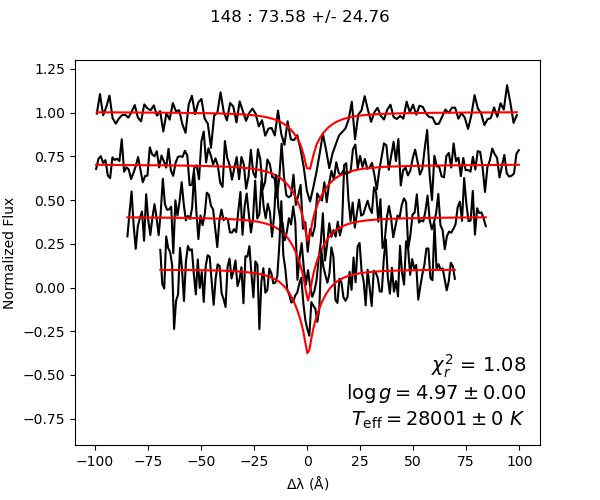 148 : 73.58 +/- 24.76
1.25
1.00
0.75
0.50
0.25
0.00
−0.25
−0.50
−0.75
Normalized Flux
χ²ᵣ = 1.08
log g = 4.97 ± 0.00
T_eff = 28001 ± 0 K
−100 −75 −50 −25 0 25 50 75 100
Δλ (Å)